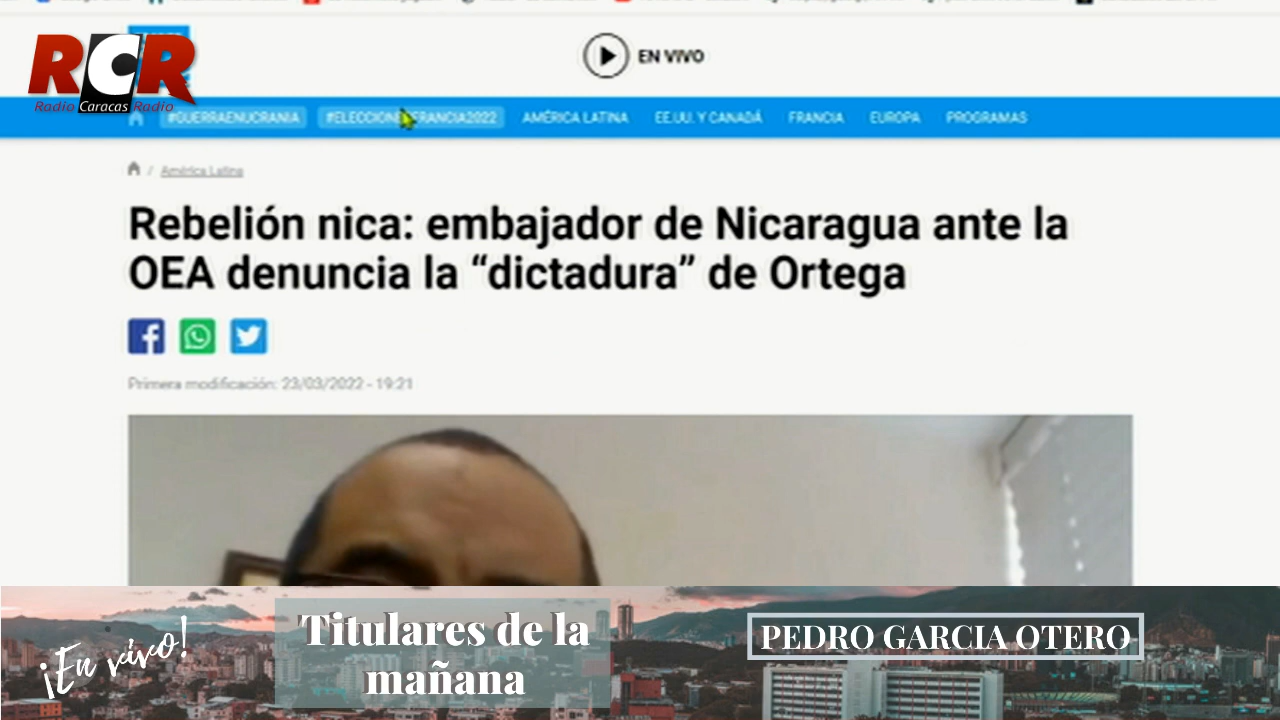 RCR
Radio Caracas Radio
EN VIVO
#GUERRAENUCRANIA
AMÉRICA LATINA
EE.UU. Y CANADÁ
FRANCIA
EUROPA
PROGRAMAS
/ América Latina
Rebelión nica: embajador de Nicaragua ante la
OEA denuncia la “dictadura” de Ortega
Primera modificación: 23/03/2022 - 19:21
¡En vivo!
Titulares de la
mañana
PEDRO GARCIA OTERO